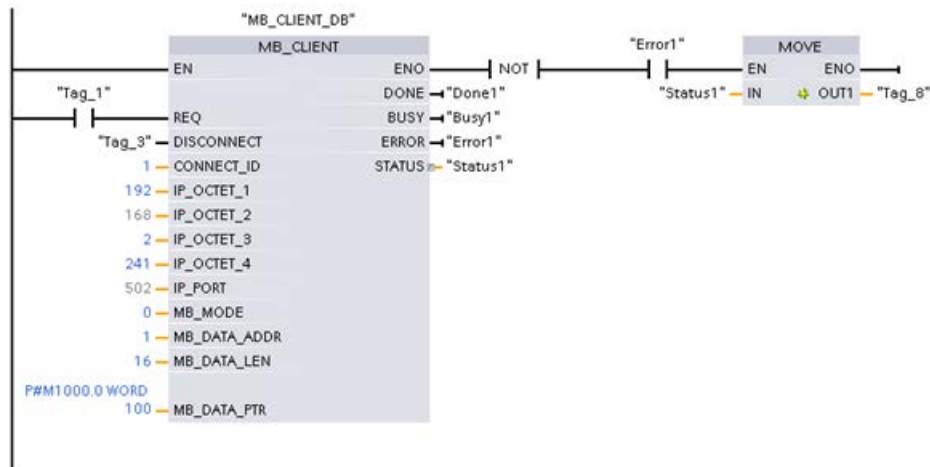 "MB_CLIENT_DB"
MB_CLIENT
EN ENO
NOT
"Error1"
MOVE
EN ENO
"Status1" IN OUT1 "Tag_8"
"Tag_1"
DONE "Done1"
REQ BUSY "Busy1"
"Tag_3" DISCONNECT ERROR "Error1"
1 CONNECT_ID STATUS "Status1"
192 IP_OCTET_1
168 IP_OCTET_2
2 IP_OCTET_3
241 IP_OCTET_4
502 IP_PORT
0 MB_MODE
1 MB_DATA_ADDR
16 MB_DATA_LEN
P#M1000.0 WORD
100 MB_DATA_PTR